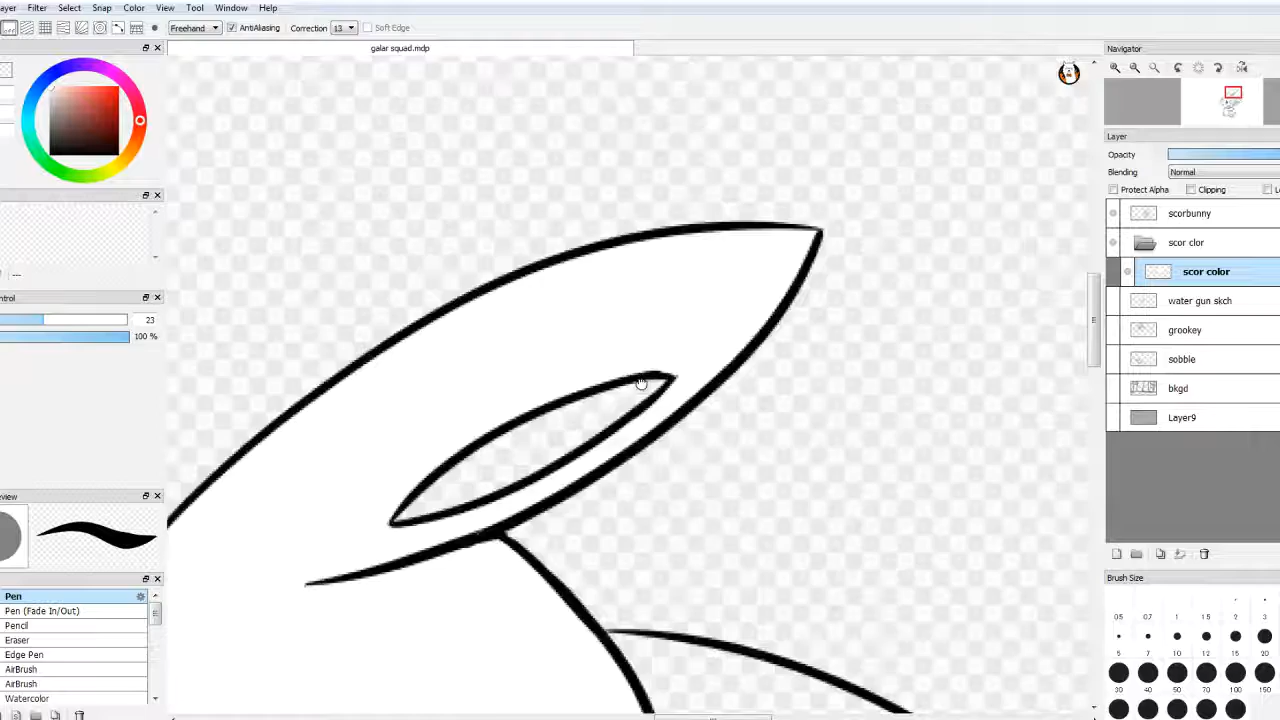 ayer Filter Select Snap Color View Tool Window Help
Freehand AntiAliasing Correction 13 Soft Edge
galar squad.mdp
Navigator
Layer
Opacity
Blending Normal
Protect Alpha Clipping
scorbunny
scor clor
scor color
water gun skch
grookey
sobble
bkgd
Layer9
...
ntrol
23
100 %
view
Pen
Pen (Fade In/Out)
Pencil
Eraser
Edge Pen
AirBrush
AirBrush
Watercolor
Brush Size
0.5 0.7 1 1.5 2 3
5 7 10 12 15 20
30 40 50 70 100 150